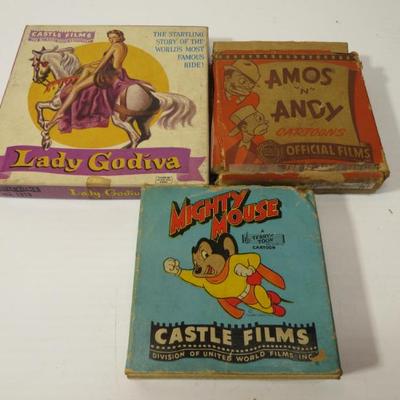 CASTLE FILMS
THE STARTLING
STORY OF THE
WORLD'S MOST
FAMOUS
RIDE!
Lady Godiva
Lady Godiva
AMOS
"N"
ANDY
CARTOONS
OFFICIAL FILMS
MIGHTY
MOUSE
A
TERRY-TOON
CARTOON
CASTLE FILMS
DIVISION OF UNITED WORLD FILMS INC.